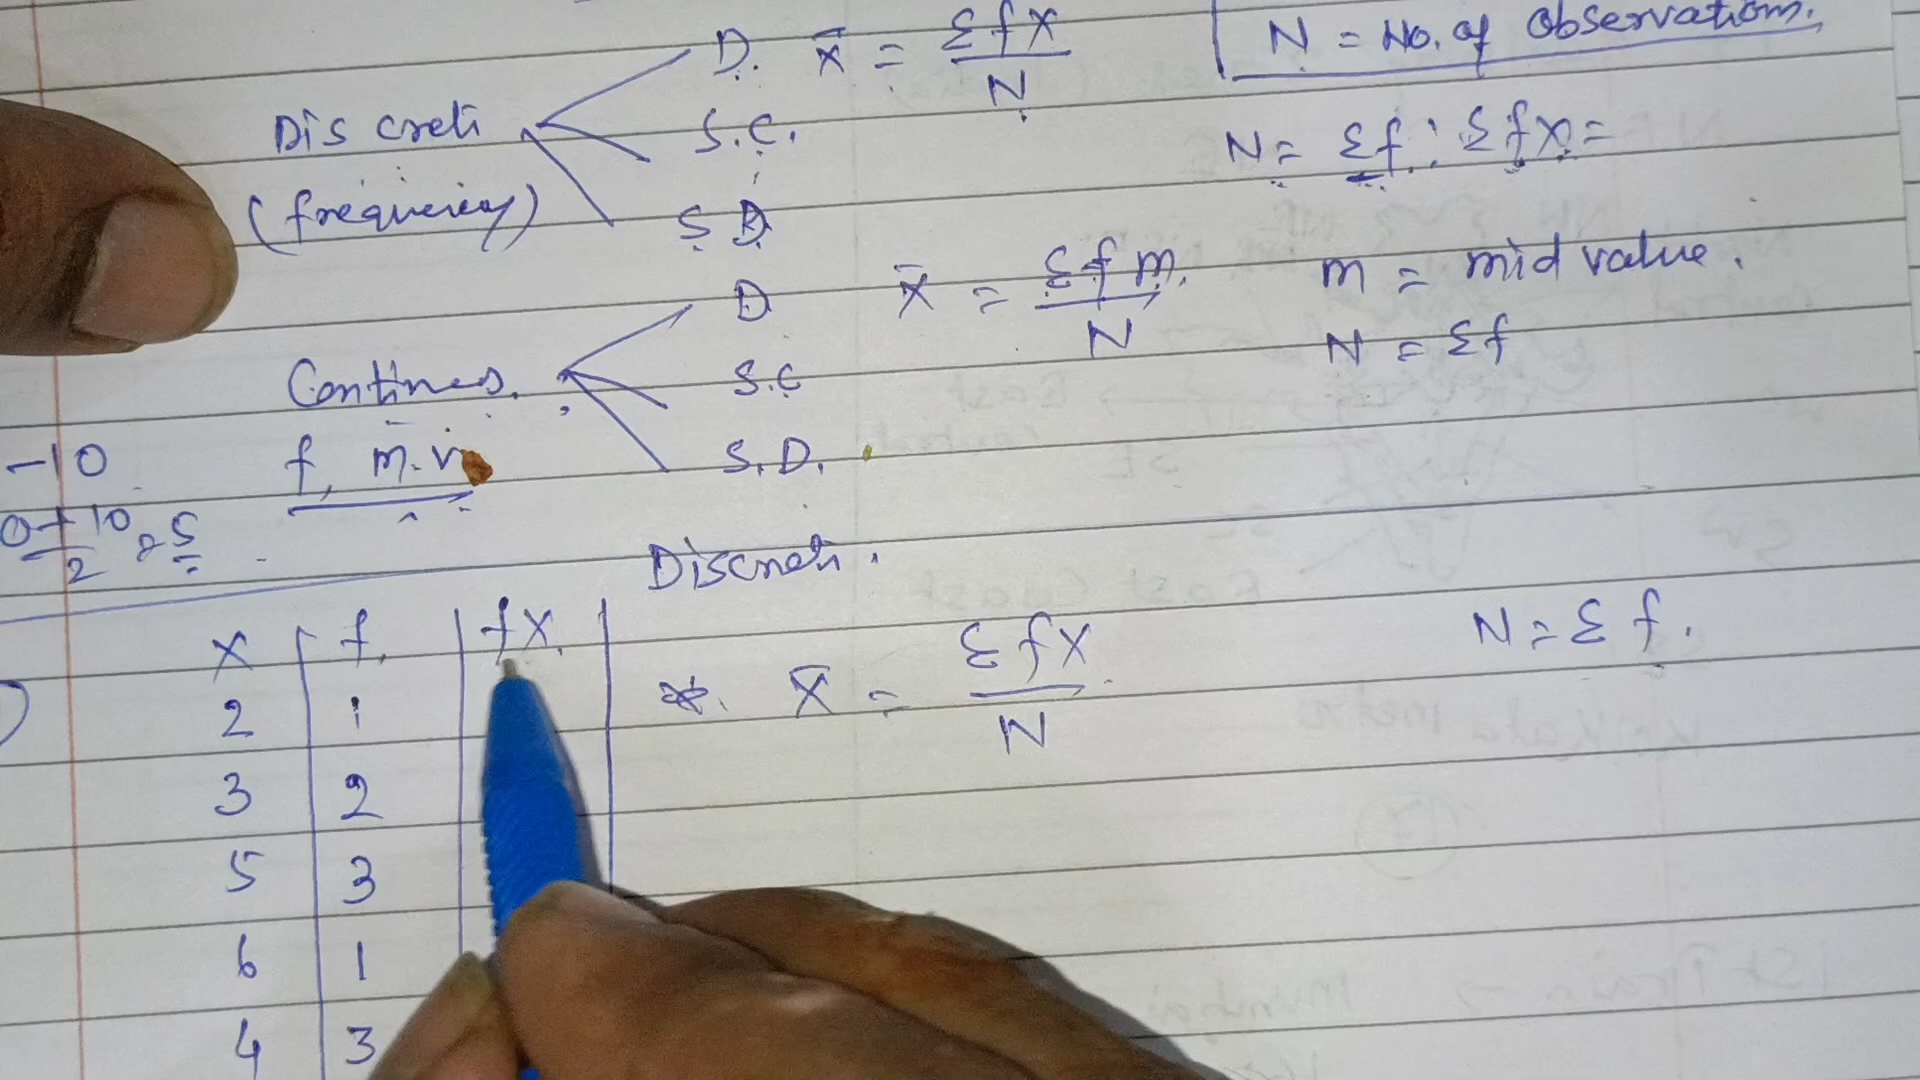 D. x̄ = Σfx / N
N = No. of Observations.
Discrete
S.C.
N = Σf. Σfx =
(frequency)
S D
D x̄ = Σfm. / N
m = mid value.
N = Σf
Contines.
S.C
-10
f, m.v
S.D.
0+10 / 2 = 5
Discrete.
x f. fx.
* x̄ = Σfx / N
N = Σf.
2 1
3 2
5 3
6 1
4 3